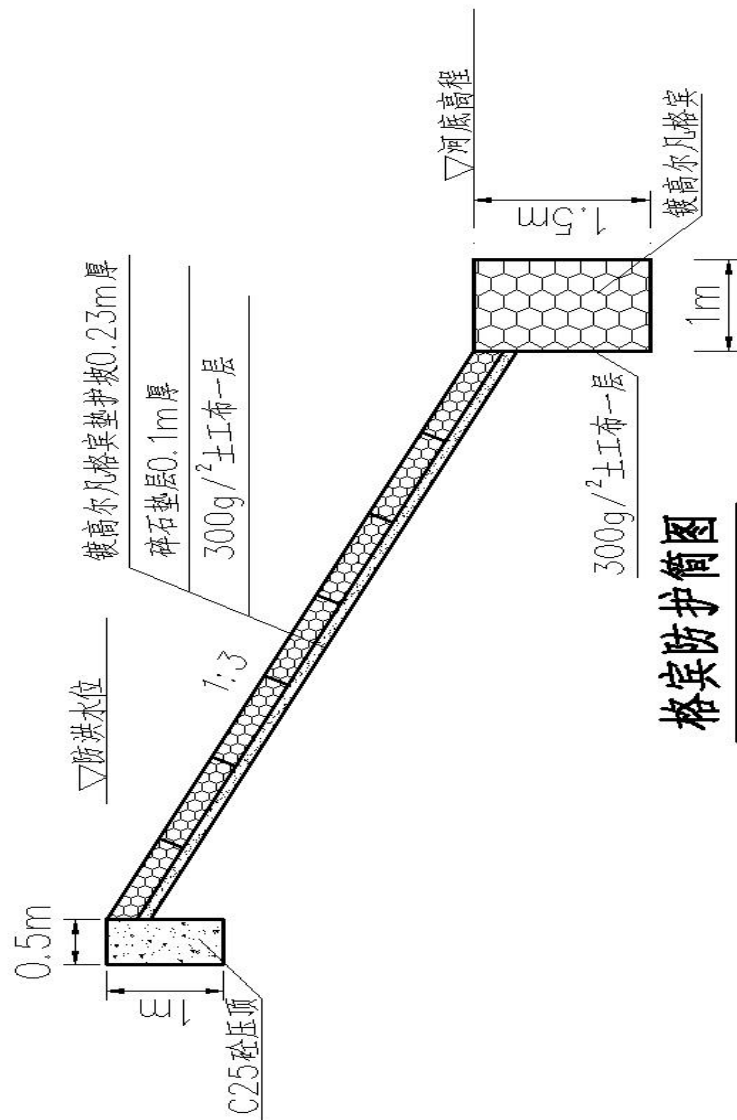 0.5m
1m
C25砼压顶
▽防洪水位
1:3
镀高尔凡格宾垫护坡0.23m厚
碎石垫层0.1m厚
300g/²土工布一层
▽河底高程
1.5m
1m
镀高尔凡格宾
300g/²土工布一层
格宾防护简图